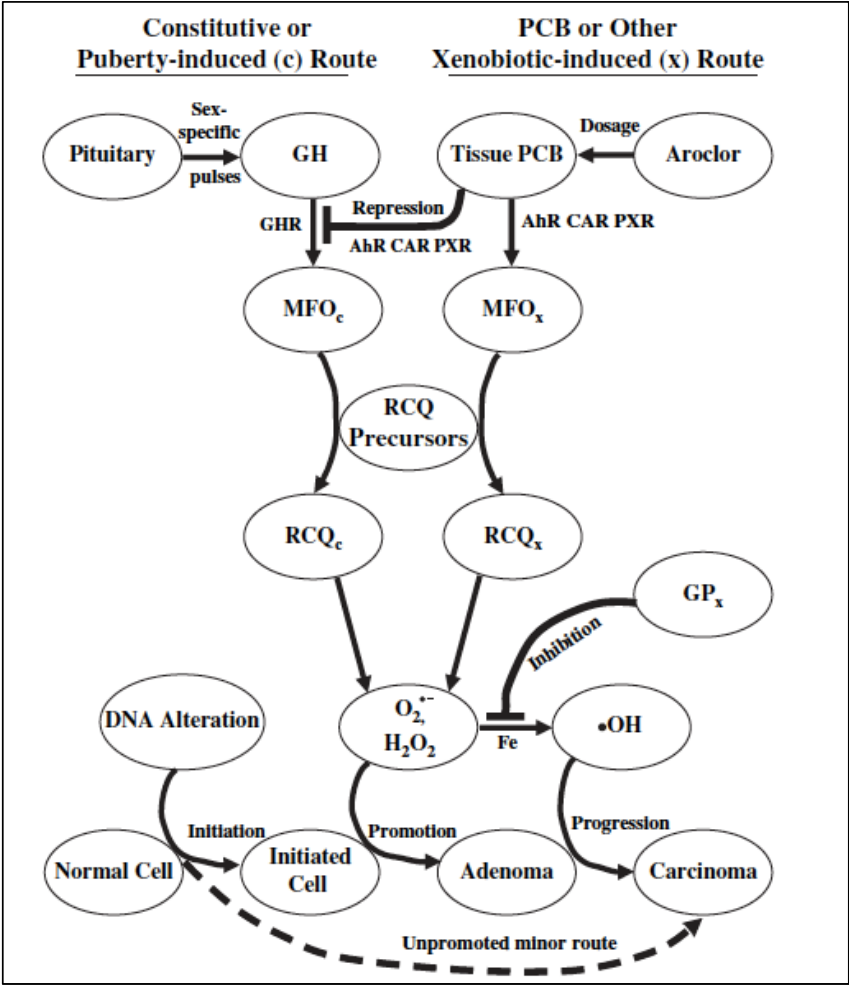 Constitutive or
Puberty-induced (c) Route
PCB or Other
Xenobiotic-induced (x) Route
Pituitary
Sex-
specific
pulses
GH
Tissue PCB
Dosage
Aroclor
GHR
Repression
AhR CAR PXR
AhR CAR PXR
MFOc
MFOx
RCQ
Precursors
RCQc
RCQx
GPx
Inhibition
DNA Alteration
O2•−,
H2O2
Fe
•OH
Initiation
Promotion
Progression
Normal Cell
Initiated
Cell
Adenoma
Carcinoma
Unpromoted minor route